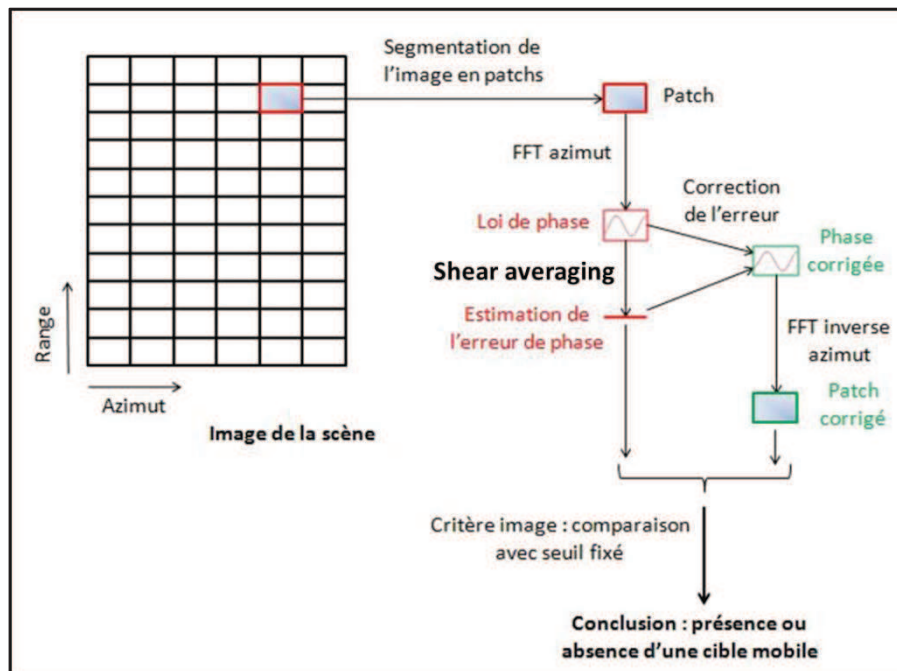 Segmentation de
l'image en patchs
Patch
FFT azimut
Correction
de l'erreur
Loi de phase
Phase
corrigée
Shear averaging
Estimation de
l'erreur de phase
FFT inverse
azimut
Range
Azimut
Patch
corrigé
Image de la scène
Critère image : comparaison
avec seuil fixé
Conclusion : présence ou
absence d'une cible mobile